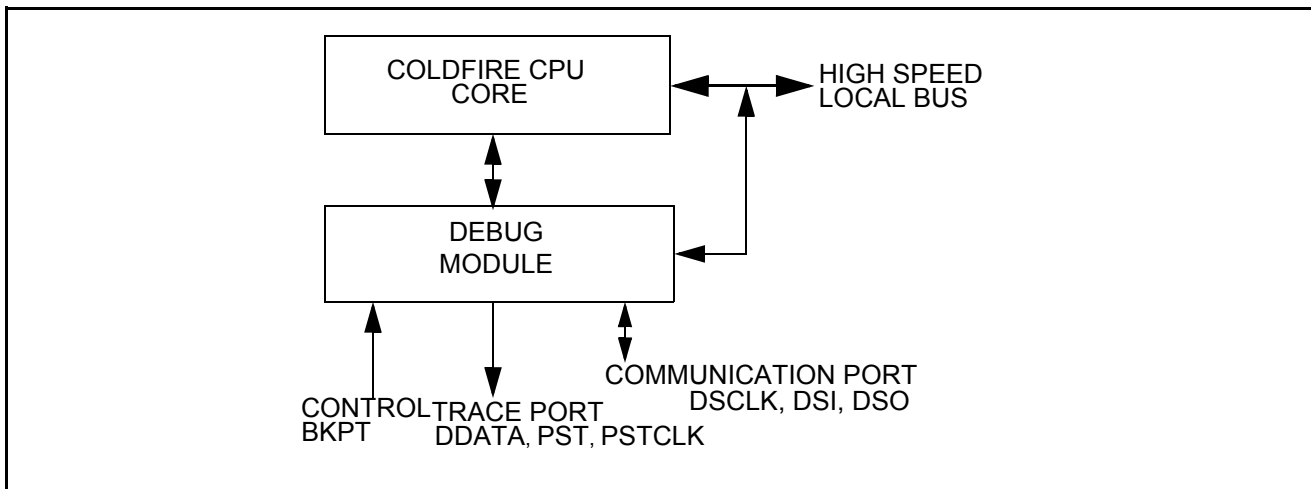 COLDFIRE CPU
CORE
HIGH SPEED
LOCAL BUS
DEBUG
MODULE
COMMUNICATION PORT
DSCLK, DSI, DSO
CONTROL
BKPT
TRACE PORT
DDATA, PST, PSTCLK